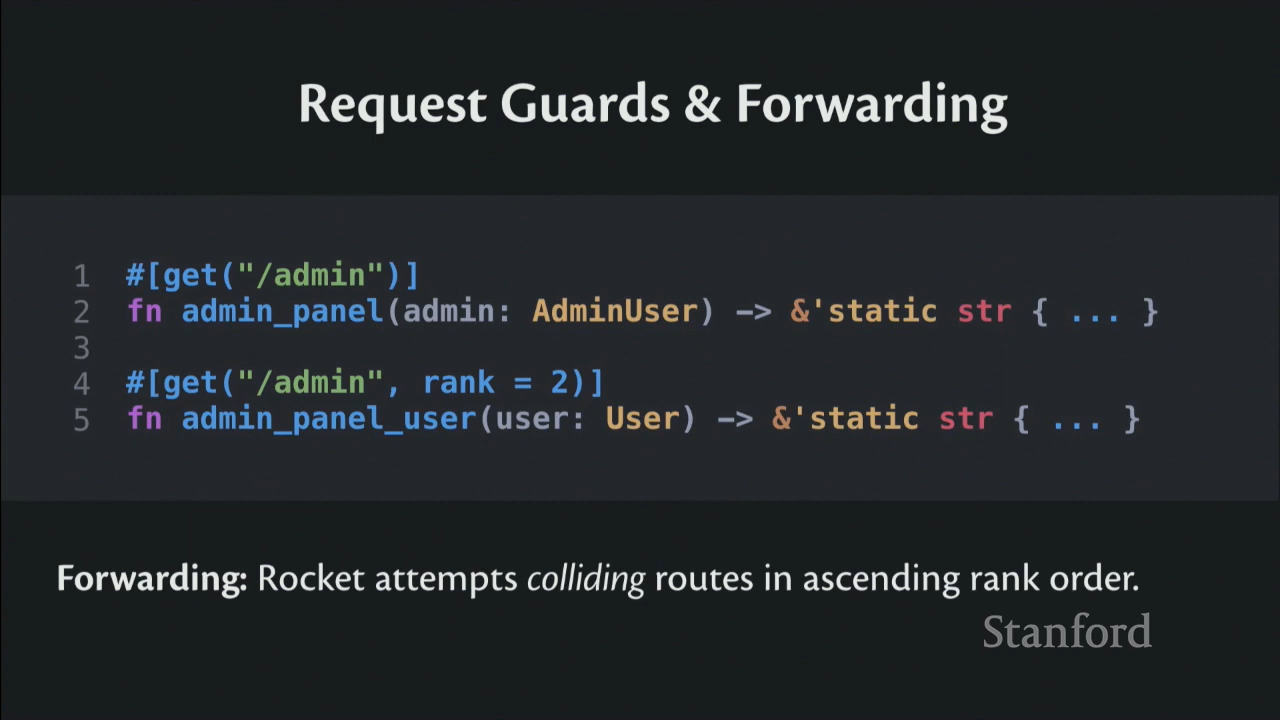 Request Guards & Forwarding
1 #[get("/admin")]
2 fn admin_panel(admin: AdminUser) -> &'static str { ... }
3
4 #[get("/admin", rank = 2)]
5 fn admin_panel_user(user: User) -> &'static str { ... }
Forwarding: Rocket attempts colliding routes in ascending rank order.
Stanford